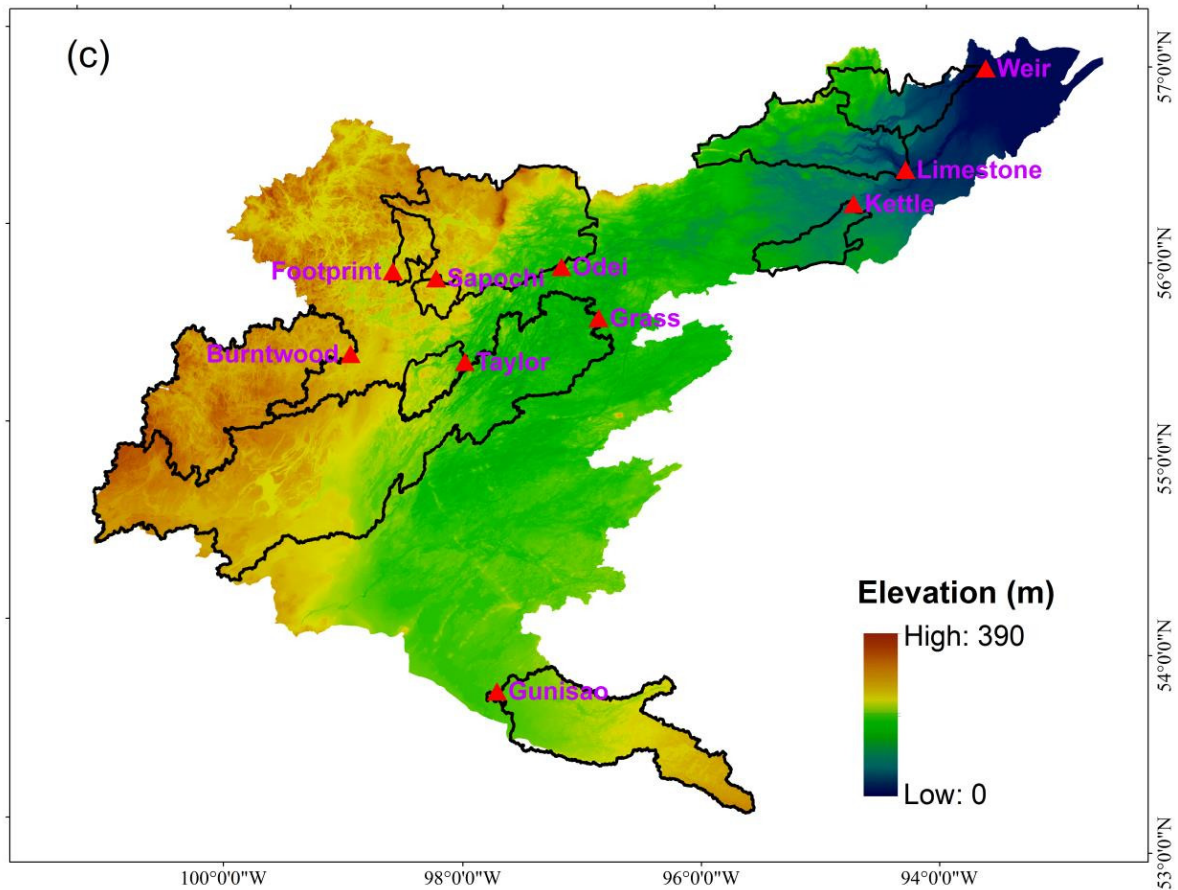 (c)
Weir
Limestone
Kettle
Footprint
Sapochi
Odei
Grass
Burntwood
Taylor
Gunisao
Elevation (m)
High: 390
Low: 0
57°0'0"N
56°0'0"N
55°0'0"N
54°0'0"N
53°0'0"N
100°0'0"W
98°0'0"W
96°0'0"W
94°0'0"W